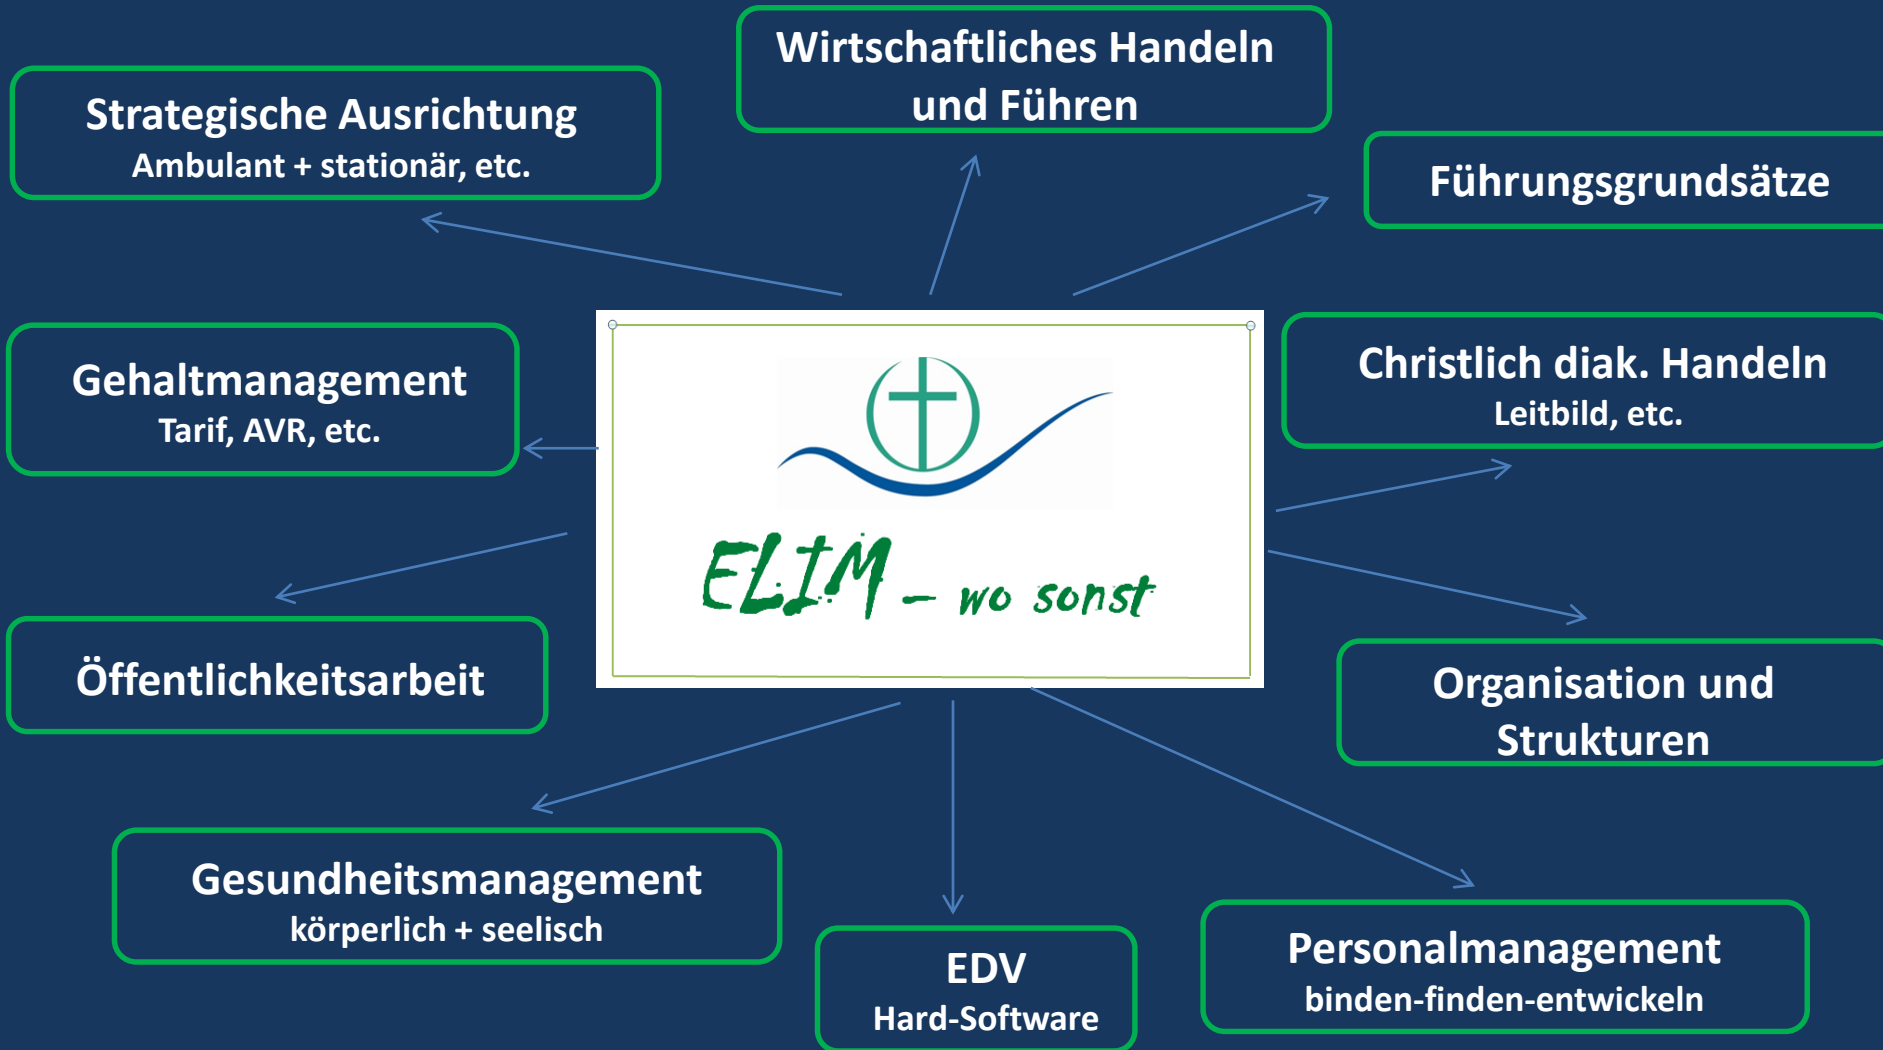 Wirtschaftliches Handeln
und Führen
Strategische Ausrichtung
Ambulant + stationär, etc.
Führungsgrundsätze
Gehaltmanagement
Tarif, AVR, etc.
Christlich diak. Handeln
Leitbild, etc.
ELIM – wo sonst
Öffentlichkeitsarbeit
Organisation und
Strukturen
Gesundheitsmanagement
körperlich + seelisch
EDV
Hard-Software
Personalmanagement
binden-finden-entwickeln